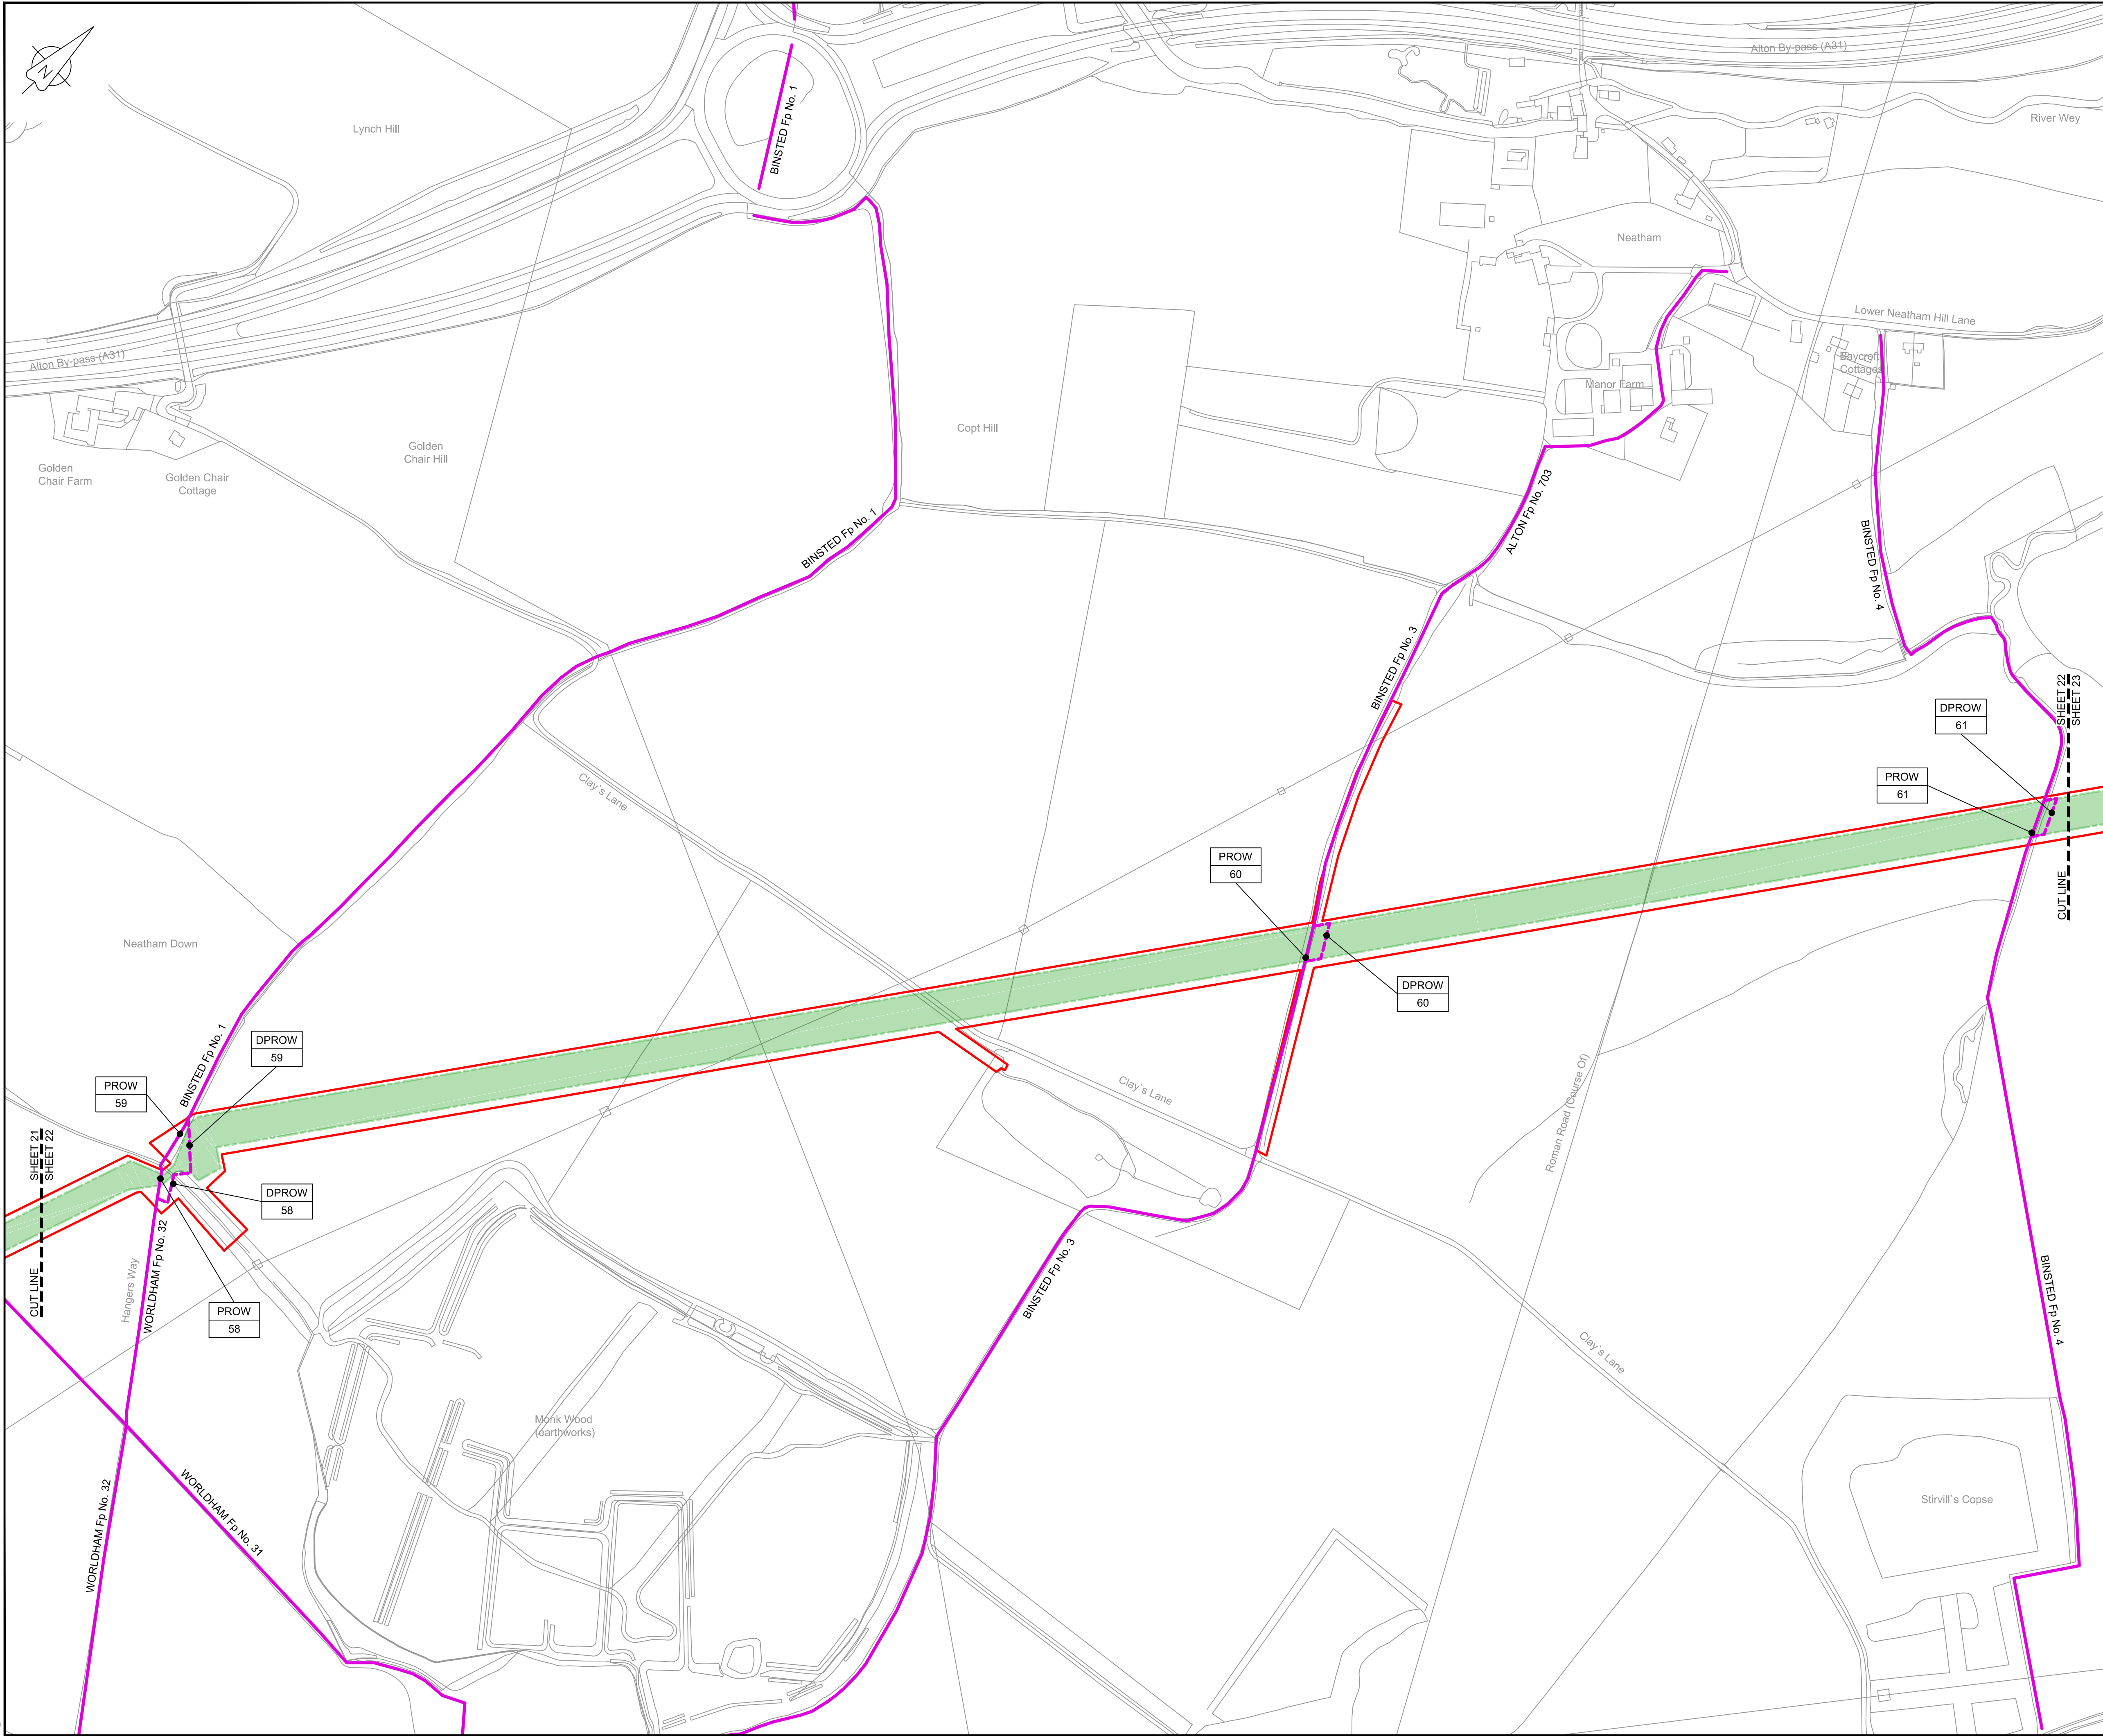 N
Lynch Hill
BINSTED Fp No. 1
Alton By-pass (A31)
River Wey
Neatham
Lower Neatham Hill Lane
Baycroft
Cottages
Manor Farm
Alton By-pass (A31)
Golden
Chair Farm
Golden Chair
Cottage
Golden
Chair Hill
Copt Hill
BINSTED Fp No. 1
ALTON Fp No. 703
BINSTED Fp No. 4
BINSTED Fp No. 3
SHEET 22
SHEET 23
CUT LINE
DPROW
61
PROW
61
Clay`s Lane
PROW
60
DPROW
60
Neatham Down
BINSTED Fp No. 1
DPROW
59
PROW
59
SHEET 21
SHEET 22
CUT LINE
DPROW
58
PROW
58
Hangers Way
WORLDHAM Fp No. 32
Clay`s Lane
Roman Road (Course Of)
BINSTED Fp No. 3
BINSTED Fp No. 4
Clay`s Lane
Monk Wood
(earthworks)
WORLDHAM Fp No. 32
WORLDHAM Fp No. 31
Stirvill`s Copse